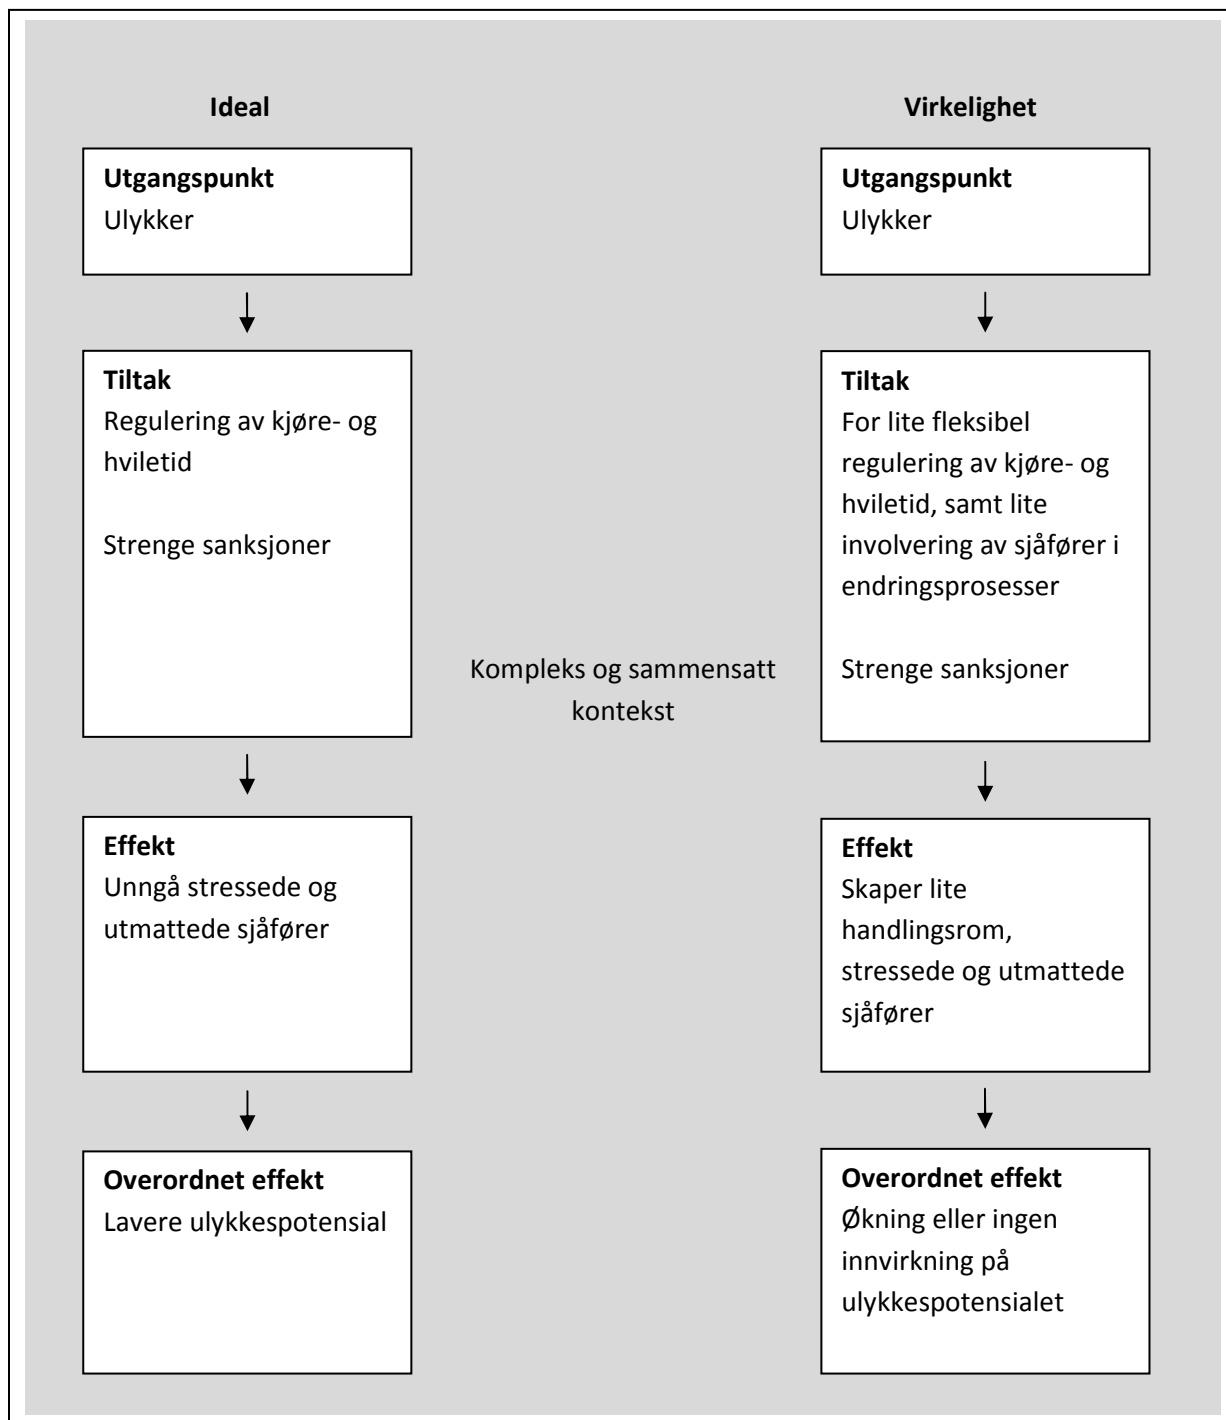 Ideal
Utgangspunkt
Ulykker
Tiltak
Regulering av kjøre- og
hviletid
Strenge sanksjoner
Effekt
Unngå stressede og
utmattede sjåfører
Overordnet effekt
Lavere ulykkespotensial
Kompleks og sammensatt
kontekst
Virkelighet
Utgangspunkt
Ulykker
Tiltak
For lite fleksibel
regulering av kjøre- og
hviletid, samt lite
involvering av sjåfører i
endringsprosesser
Strenge sanksjoner
Effekt
Skaper lite
handlingsrom,
stressede og utmattede
sjåfører
Overordnet effekt
Økning eller ingen
innvirkning på
ulykkespotensialet